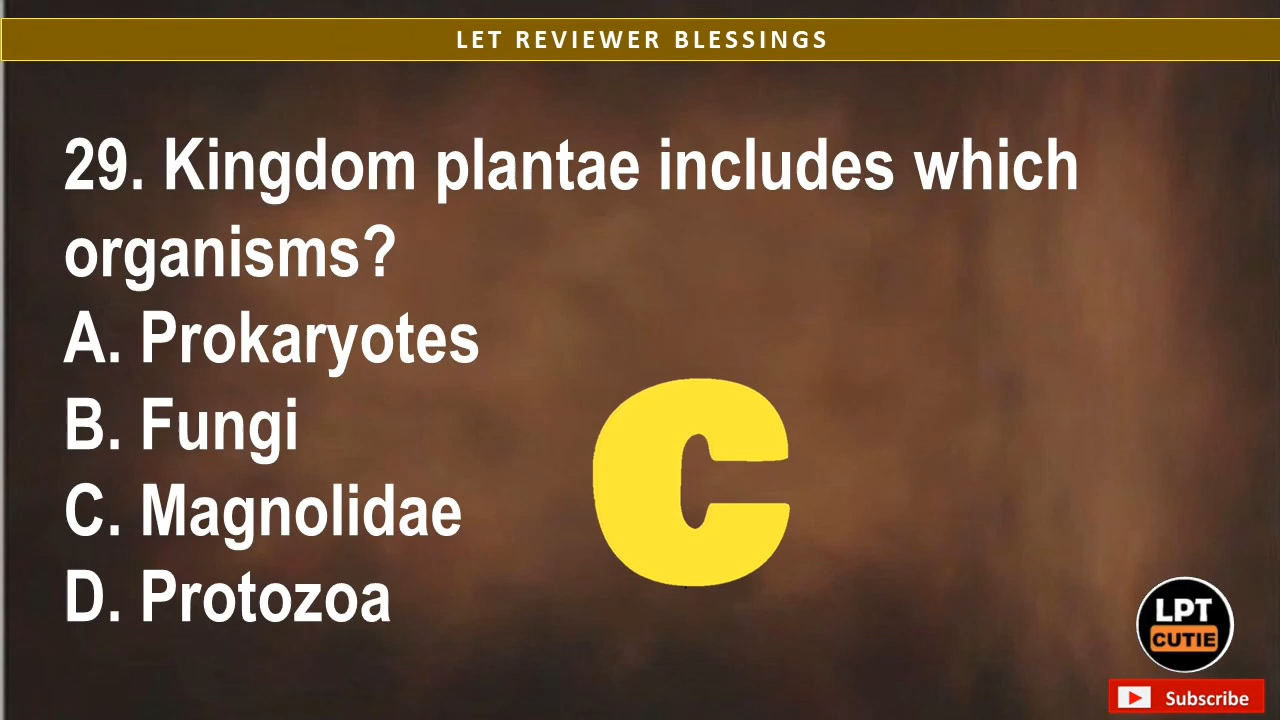 LET REVIEWER BLESSINGS
29. Kingdom plantae includes which
organisms?
A. Prokaryotes
B. Fungi
C. Magnolidae
D. Protozoa
C
LPT
CUTIE
Subscribe